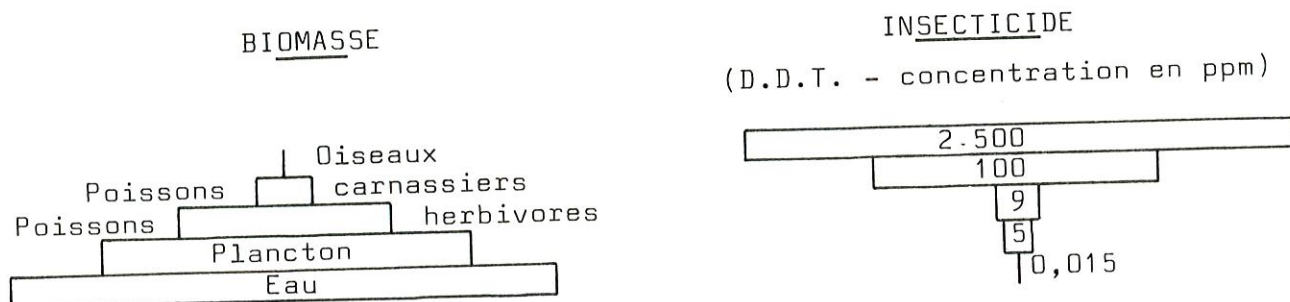 BIOMASSE
Oiseaux
Poissons carnassiers
Poissons herbivores
Plancton
Eau
INSECTICIDE
(D.D.T. - concentration en ppm)
2.500
100
9
5
0,015